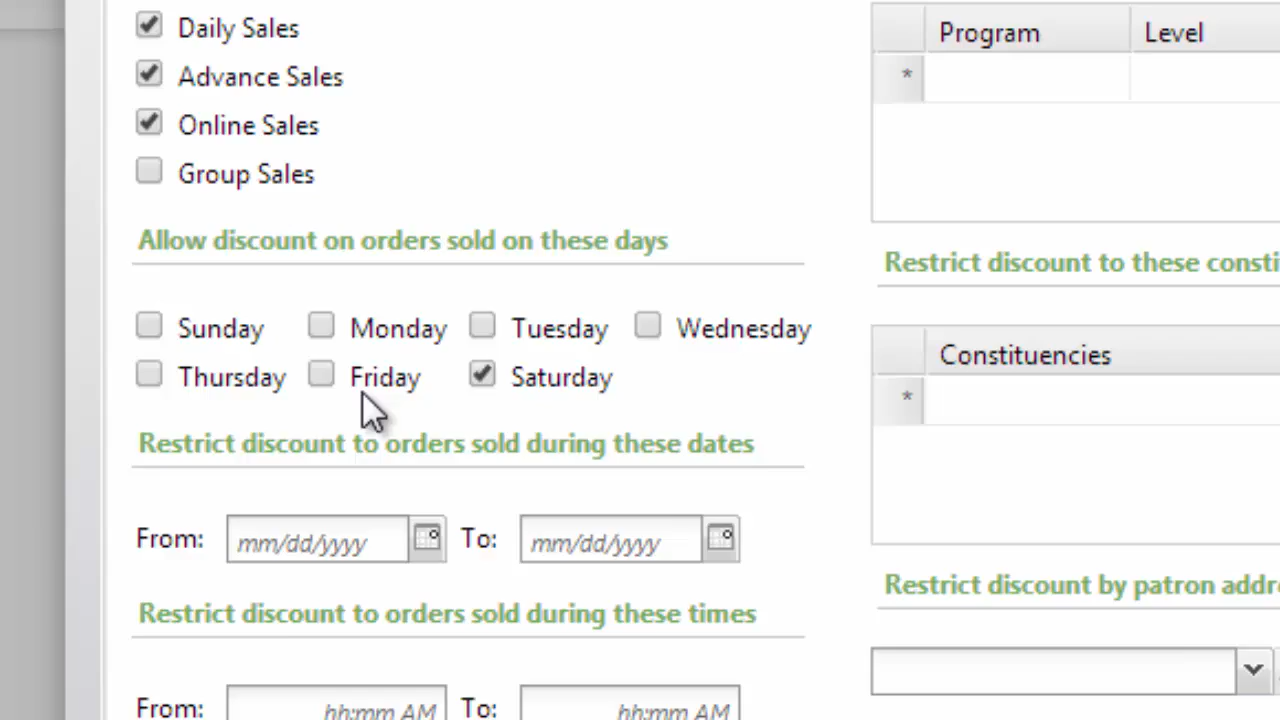 Daily Sales
Advance Sales
Online Sales
Group Sales
Allow discount on orders sold on these days
Sunday Monday Tuesday Wednesday
Thursday Friday Saturday
Restrict discount to orders sold during these dates
From: mm/dd/yyyy To: mm/dd/yyyy
Restrict discount to orders sold during these times
From: hh:mm AM To: hh:mm AM
Program Level
*
Restrict discount to these consti
Constituencies
*
Restrict discount by patron addre